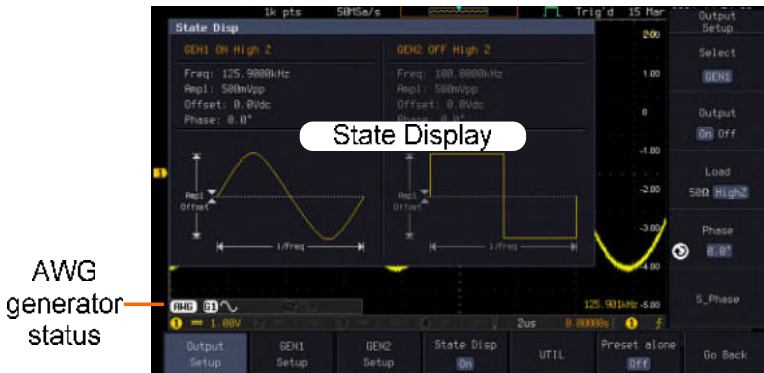 1k pts 50MSa/s Trig'd 15 Mar
Output
Setup
State Disp
GEN1 ON High Z
GEN2 OFF High Z
Freq: 125.9000kHz
Ampl: 500mVpp
Offset: 0.0Vdc
Phase: 0.0°
Freq: 100.0000kHz
Ampl: 500mVpp
Offset: 0.0Vdc
Phase: 0.0°
State Display
Ampl
Offset
1/Freq
Ampl
Offset
1/Freq
2.00
1.00
0
-1.00
-2.00
-3.00
-4.00
-5.00
Select
GEN1
Output
On Off
Load
50Ω HighZ
Phase
0.0°
S_Phase
AWG
generator
status
AWG G1
125.901kHz
1 1.00V 2us 0.00000s 1
Output
Setup
GEN1
Setup
GEN2
Setup
State Disp
On
UTIL
Preset alone
Off
Go Back